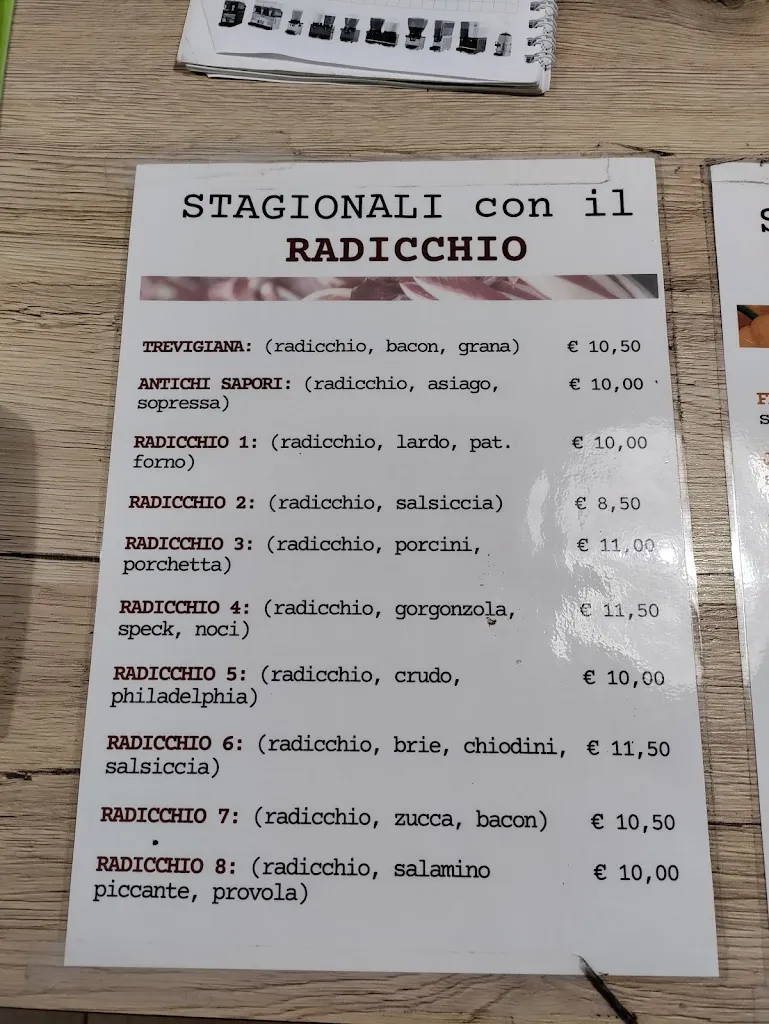 STAGIONALI con il
RADICCHIO
TREVIGIANA: (radicchio, bacon, grana) € 10,50
ANTICHI SAPORI: (radicchio, asiago, € 10,00
sopressa)
RADICCHIO 1: (radicchio, lardo, pat. € 10,00
forno)
RADICCHIO 2: (radicchio, salsiccia) € 8,50
RADICCHIO 3: (radicchio, porcini, € 11,00
porchetta)
RADICCHIO 4: (radicchio, gorgonzola, € 11,50
speck, noci)
RADICCHIO 5: (radicchio, crudo, € 10,00
philadelphia)
RADICCHIO 6: (radicchio, brie, chiodini, € 11,50
salsiccia)
RADICCHIO 7: (radicchio, zucca, bacon) € 10,50
RADICCHIO 8: (radicchio, salamino € 10,00
piccante, provola)